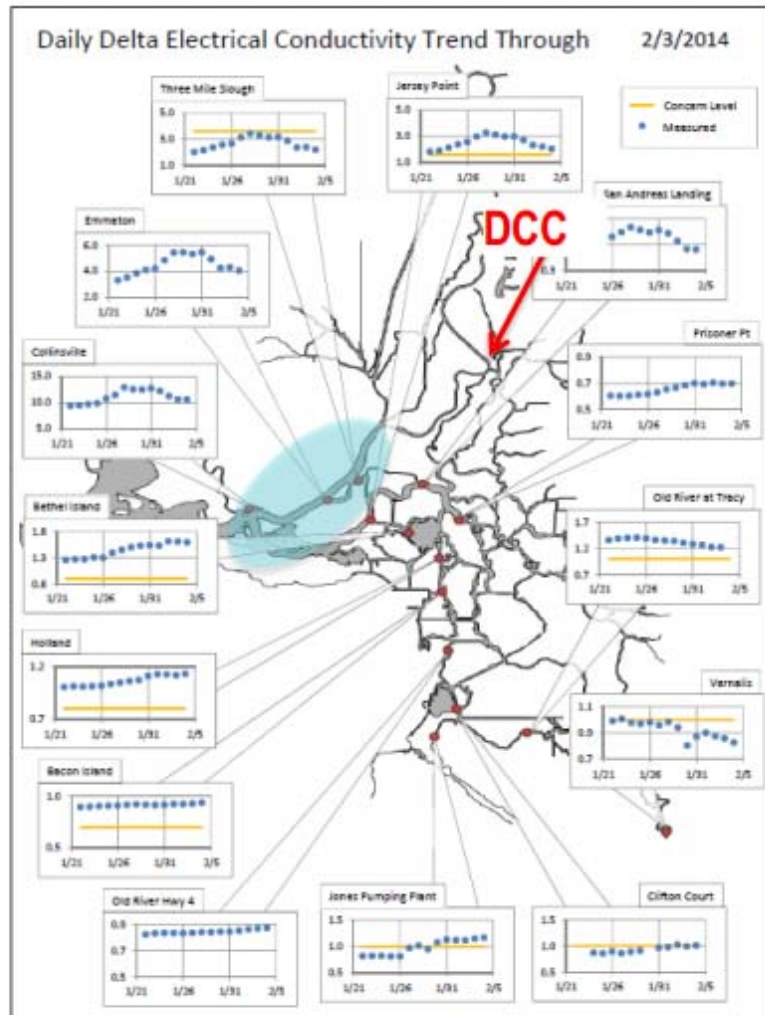 Daily Delta Electrical Conductivity Trend Through 2/3/2014
Three Mile Slough
5.0
3.0
1.0
1/21 1/26 1/31 2/5
Jersey Point
5.0
3.0
1.0
1/21 1/26 1/31 2/5
Concern Level
Measured
Emmaton
6.0
4.0
2.0
1/21 1/26 1/31 2/5
DCC
San Andreas Landing
1/21 1/26 1/31 2/5
Collinsville
15.0
10.0
5.0
1/21 1/26 1/31 2/5
Prisoner Pt
0.9
0.7
0.5
1/21 1/26 1/31 2/5
Bethel Island
1.8
1.3
0.8
1/21 1/26 1/31 2/5
Old River at Tracy
1.7
1.2
0.7
1/21 1/26 1/31 2/5
Holland
1.2
0.7
1/21 1/26 1/31 2/5
Vernalis
1.1
0.9
0.7
1/21 1/26 1/31 2/5
Bacon Island
1.0
0.5
1/21 1/26 1/31 2/5
Old River Hwy 4
0.9
0.7
0.5
1/21 1/26 1/31 2/5
Jones Pumping Plant
1.5
1.0
0.5
1/21 1/26 1/31 2/5
Clifton Court
1.5
1.0
0.5
1/21 1/26 1/31 2/5